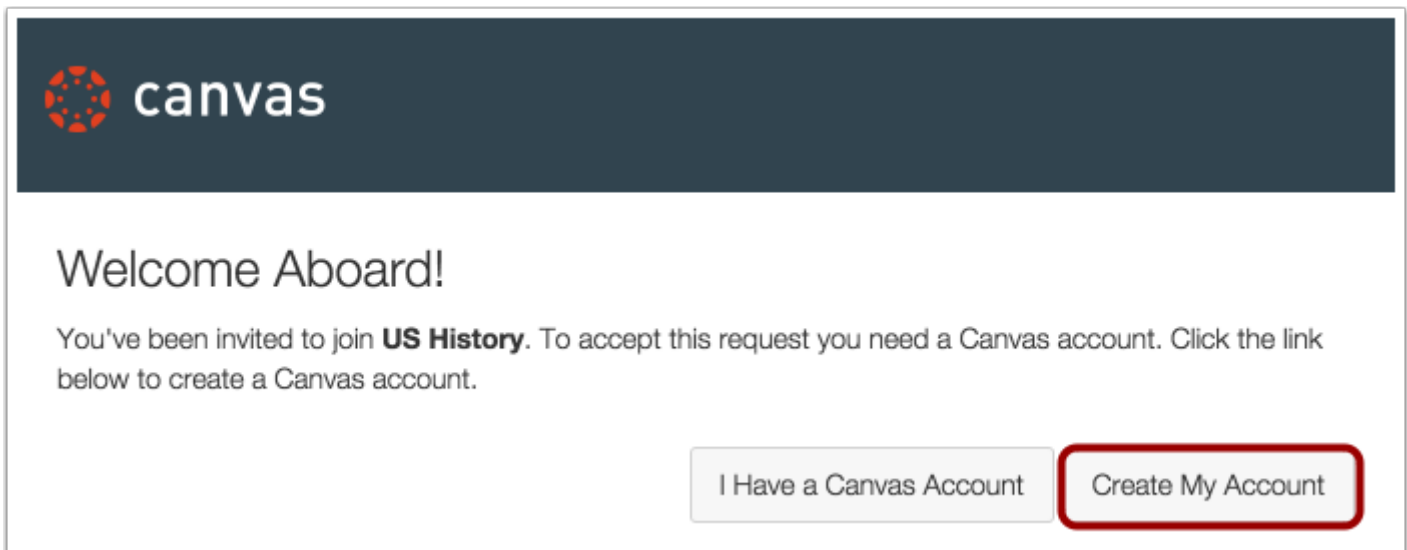 canvas
Welcome Aboard!
You've been invited to join US History. To accept this request you need a Canvas account. Click the link
below to create a Canvas account.
I Have a Canvas Account
Create My Account